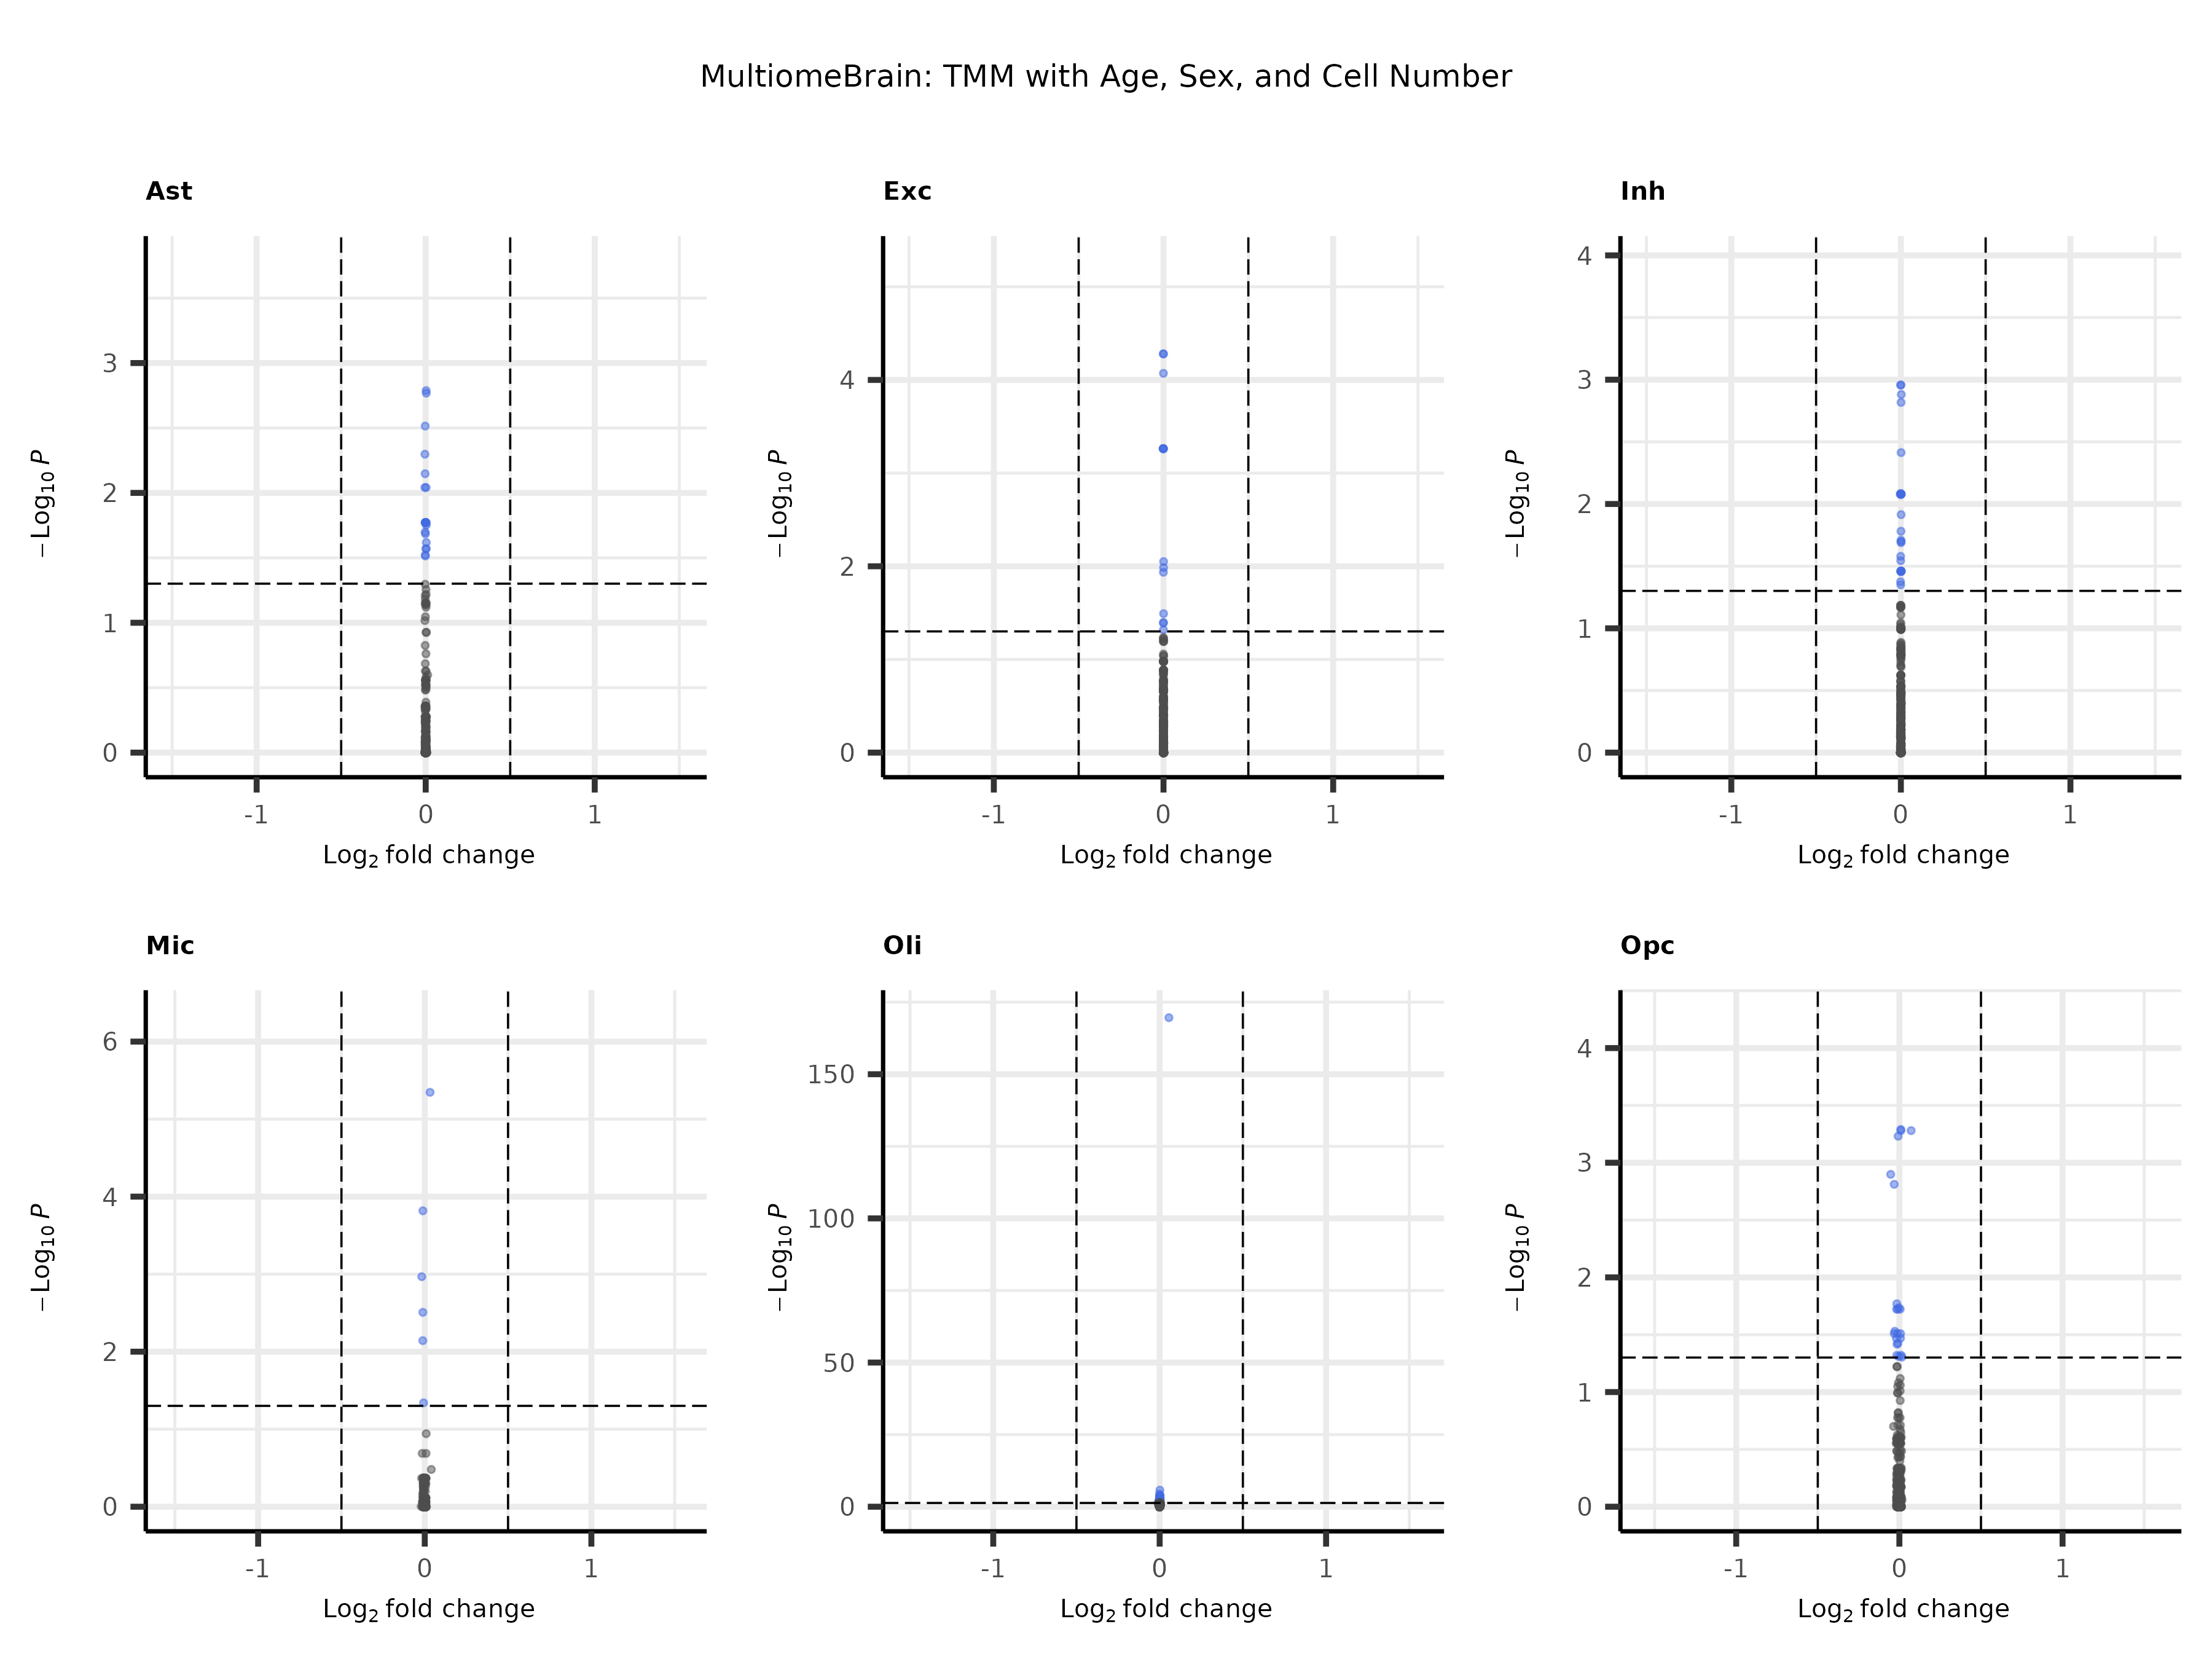 MultiomeBrain: TMM with Age, Sex, and Cell Number
Ast
−Log10 P
3
2
1
0
-1 0 1
Log2 fold change
Exc
−Log10 P
4
2
0
-1 0 1
Log2 fold change
Inh
−Log10 P
4
3
2
1
0
-1 0 1
Log2 fold change
Mic
−Log10 P
6
4
2
0
-1 0 1
Log2 fold change
Oli
−Log10 P
150
100
50
0
-1 0 1
Log2 fold change
Opc
−Log10 P
4
3
2
1
0
-1 0 1
Log2 fold change